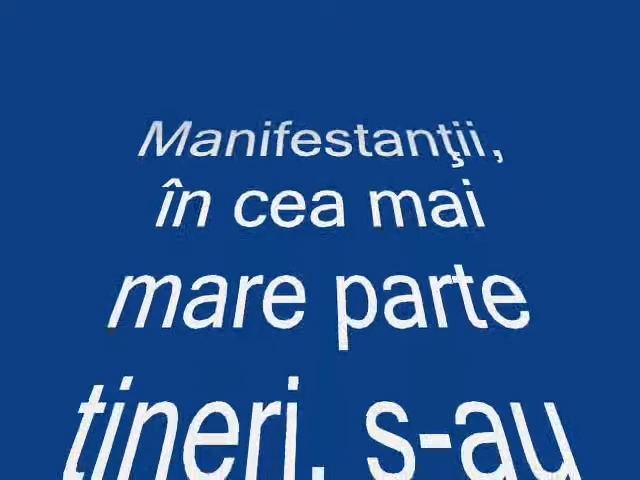 Manifestanţii,
în cea mai
mare parte
tineri, s-au